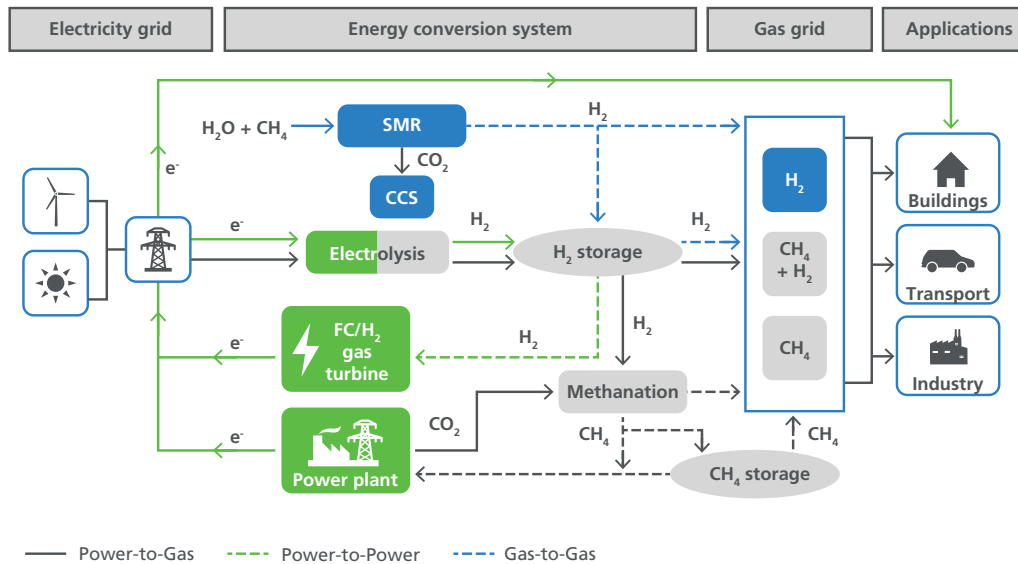 Electricity grid
Energy conversion system
Gas grid
Applications
H₂O + CH₄
SMR
H₂
CO₂
e⁻
CCS
H₂
Buildings
e⁻
Electrolysis
H₂
H₂ storage
H₂
CH₄
+ H₂
Transport
e⁻
FC/H₂
gas
turbine
H₂
H₂
CH₄
Industry
Methanation
e⁻
Power plant
CO₂
CH₄
CH₄ storage
CH₄
Power-to-Gas
Power-to-Power
Gas-to-Gas